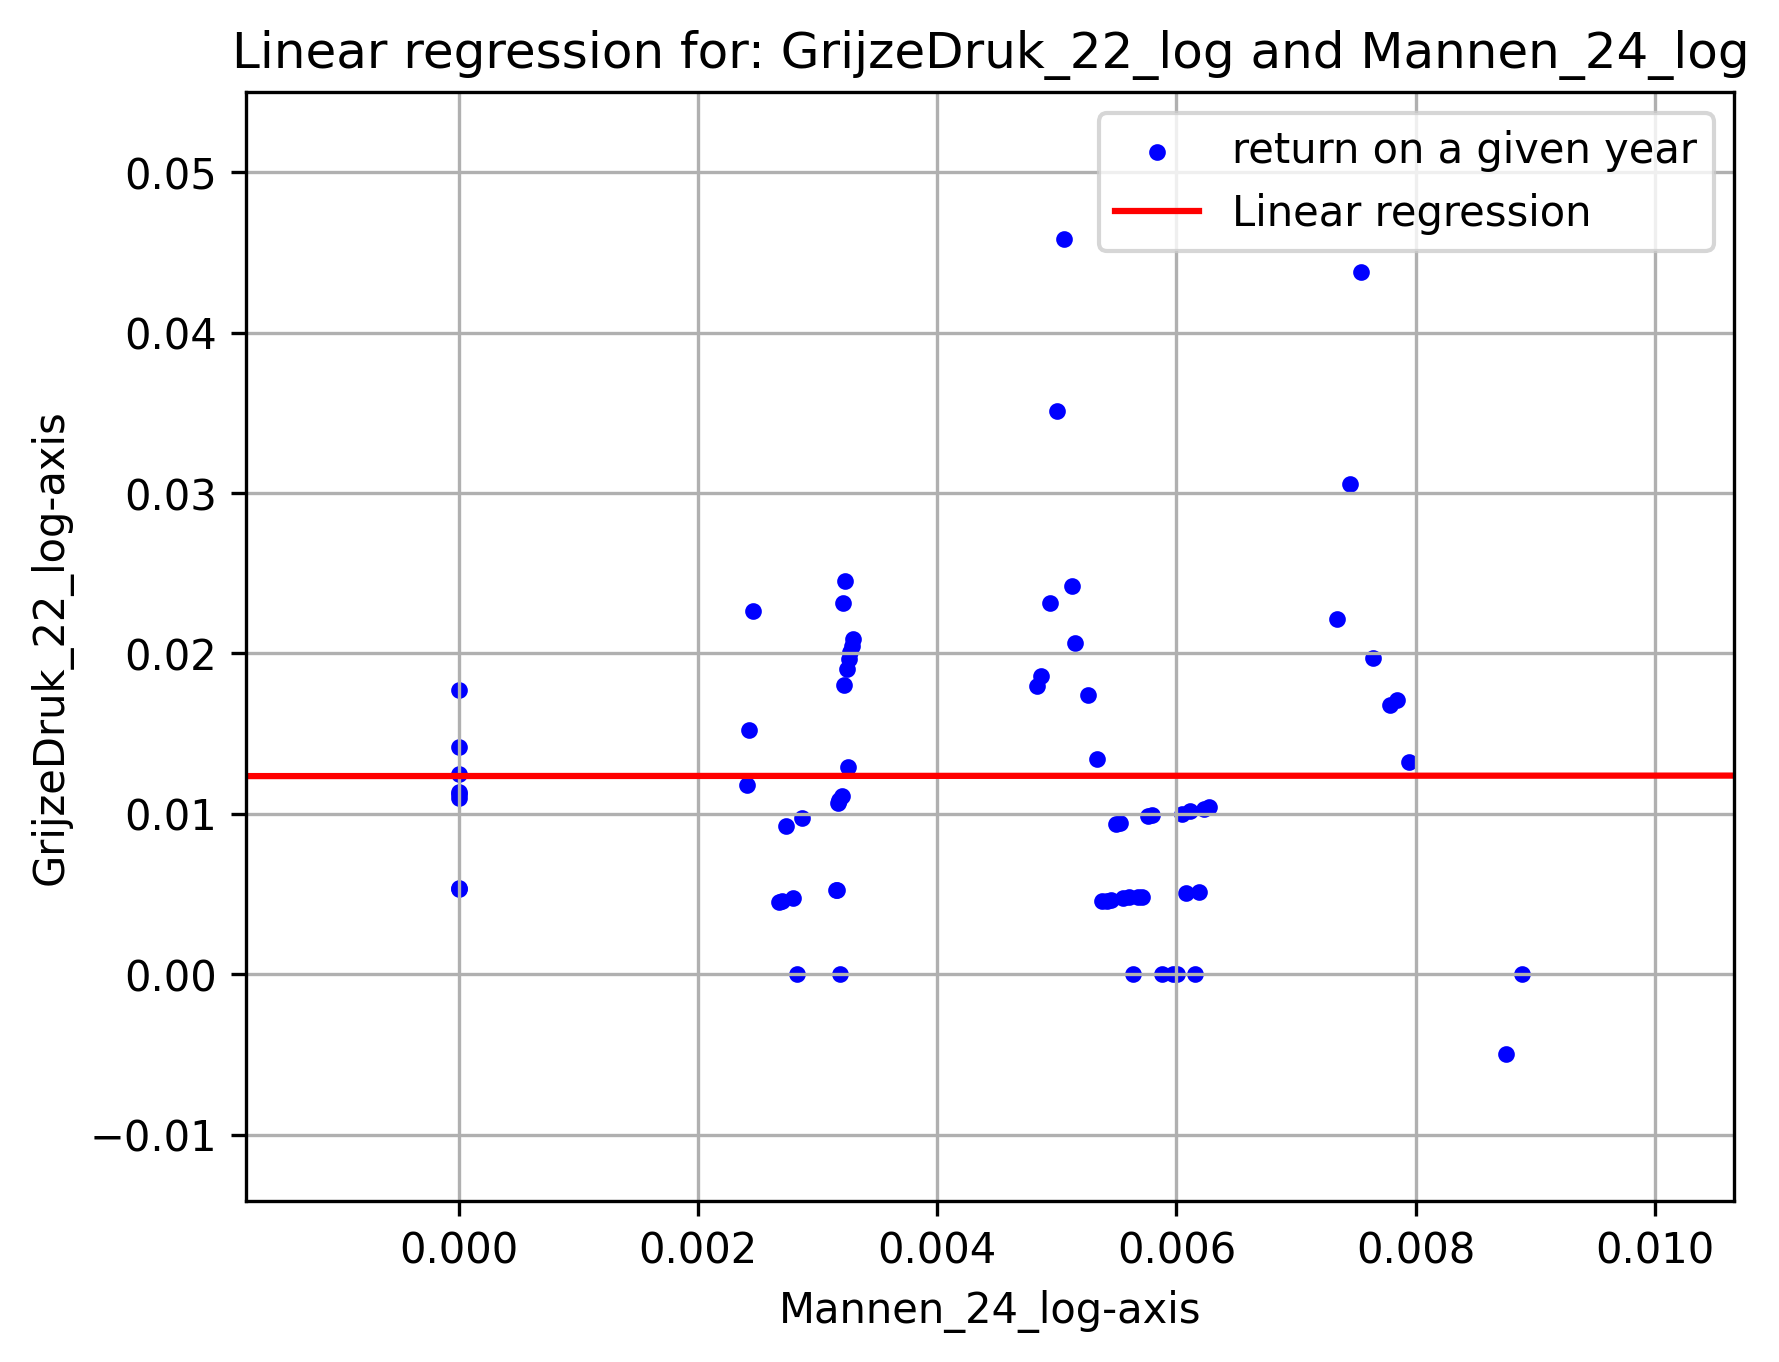 Linear regression for: GrijzeDruk_22_log and Mannen_24_log
return on a given year
Linear regression
0.05
0.04
0.03
0.02
0.01
0.00
−0.01
GrijzeDruk_22_log-axis
0.000 0.002 0.004 0.006 0.008 0.010
Mannen_24_log-axis